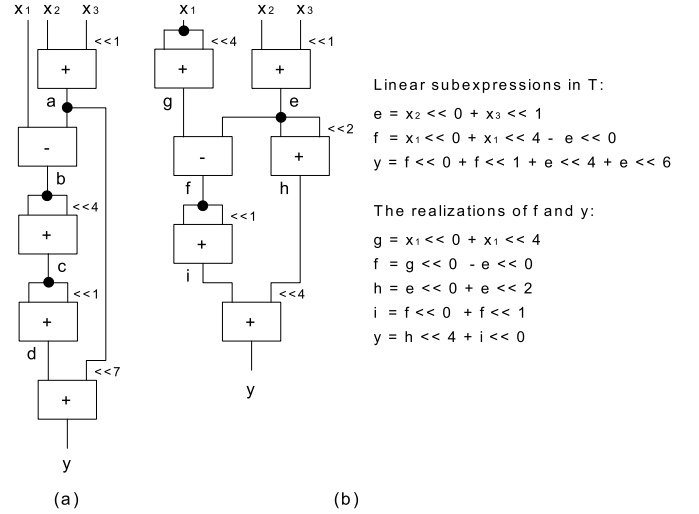 x₁ x₂ x₃
<<1
+
a
-
b
<<4
+
c
<<1
+
d
<<7
+
y
(a)
x₁ x₂ x₃
<<4 <<1
+ +
g e
<<2
- +
f h
<<1
+
i
<<4
+
y
(b)
Linear subexpressions in T:
e = x₂ << 0 + x₃ << 1
f = x₁ << 0 + x₁ << 4 - e << 0
y = f << 0 + f << 1 + e << 4 + e << 6
The realizations of f and y:
g = x₁ << 0 + x₁ << 4
f = g << 0 - e << 0
h = e << 0 + e << 2
i = f << 0 + f << 1
y = h << 4 + i << 0